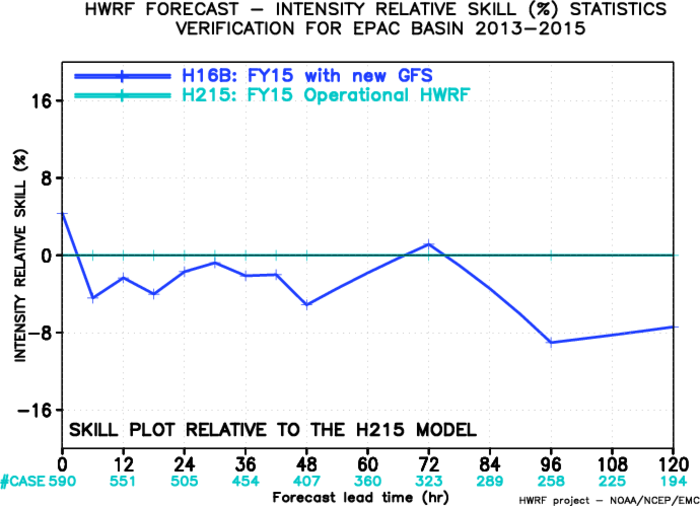 HWRF FORECAST – INTENSITY RELATIVE SKILL (%) STATISTICS
VERIFICATION FOR EPAC BASIN 2013–2015
H16B: FY15 with new GFS
H215: FY15 Operational HWRF
INTENSITY RELATIVE SKILL (%)
16
8
0
–8
–16
SKILL PLOT RELATIVE TO THE H215 MODEL
0 12 24 36 48 60 72 84 96 108 120
#CASE 590 551 505 454 407 360 323 289 258 225 194
Forecast lead time (hr)
HWRF project – NOAA/NCEP/EMC